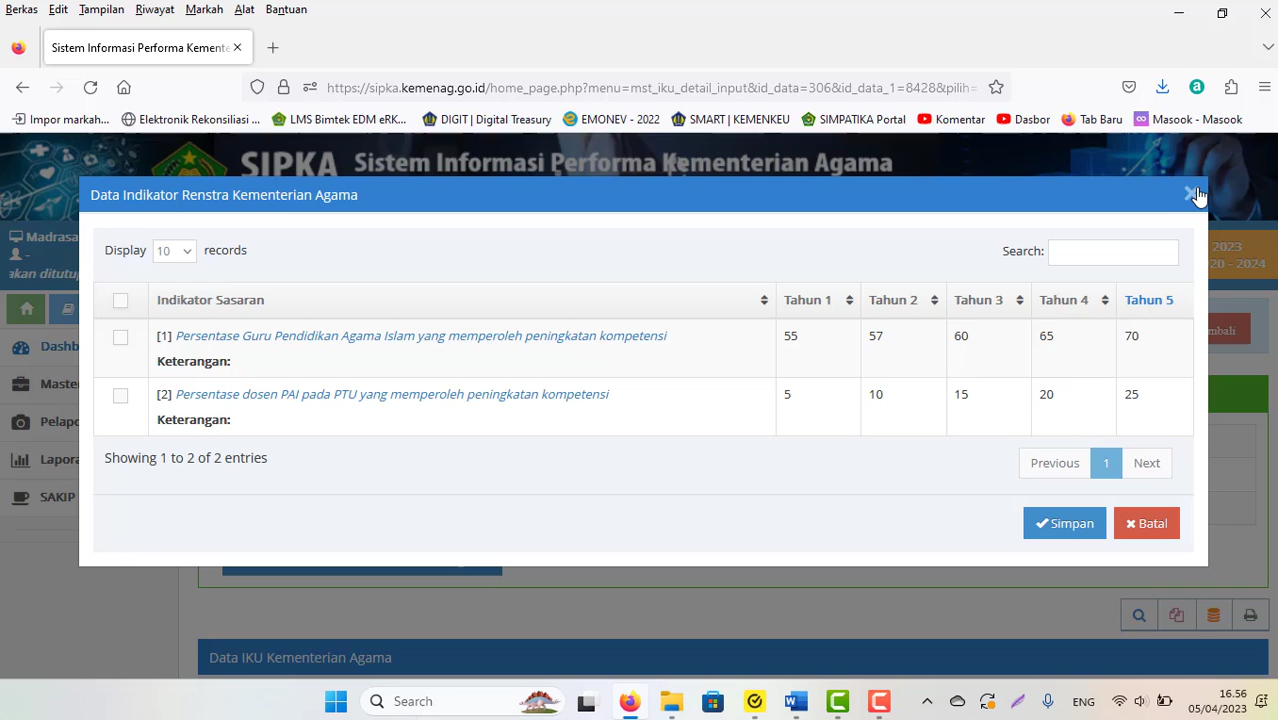 Berkas Edit Tampilan Riwayat Markah Alat Bantuan
Sistem Informasi Performa Kemente
https://sipka.kemenag.go.id/home_page.php?menu=mst_iku_detail_input&id_data=306&id_data_1=8428&pilih=
Impor markah... Elektronik Rekonsiliasi ... LMS Bimtek EDM eRK... DIGIT | Digital Treasury EMONEV - 2022 SMART | KEMENKEU SIMPATIKA Portal Komentar Dasbor Tab Baru Masook - Masook
SIPKA Sistem Informasi Performa Kementerian Agama
Data Indikator Renstra Kementerian Agama
Madrasa
2023
akan ditutup
20 - 2024
Display 10 records Search:
Indikator Sasaran Tahun 1 Tahun 2 Tahun 3 Tahun 4 Tahun 5
[1] Persentase Guru Pendidikan Agama Islam yang memperoleh peningkatan kompetensi 55 57 60 65 70
Keterangan:
[2] Persentase dosen PAI pada PTU yang memperoleh peningkatan kompetensi 5 10 15 20 25
Keterangan:
Showing 1 to 2 of 2 entries
Previous 1 Next
Simpan Batal
Dashb
Master
Pelapo
Lapora
SAKIP
mbali
Data IKU Kementerian Agama
Search
ENG
16.56
05/04/2023